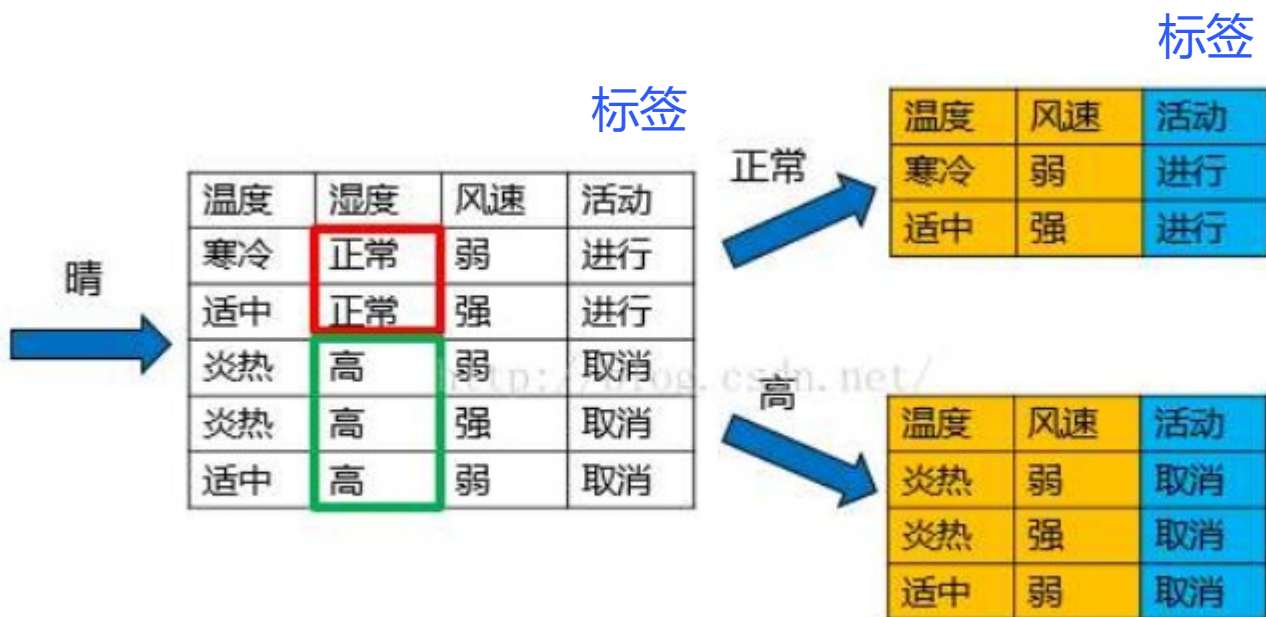 标签
标签
正常
温度 风速 活动
寒冷 弱 进行
适中 强 进行
晴
温度 湿度 风速 活动
寒冷 正常 弱 进行
适中 正常 强 进行
炎热 高 弱 取消
炎热 高 强 取消
适中 高 弱 取消
http://blog.csdn.net/
高
温度 风速 活动
炎热 弱 取消
炎热 强 取消
适中 弱 取消